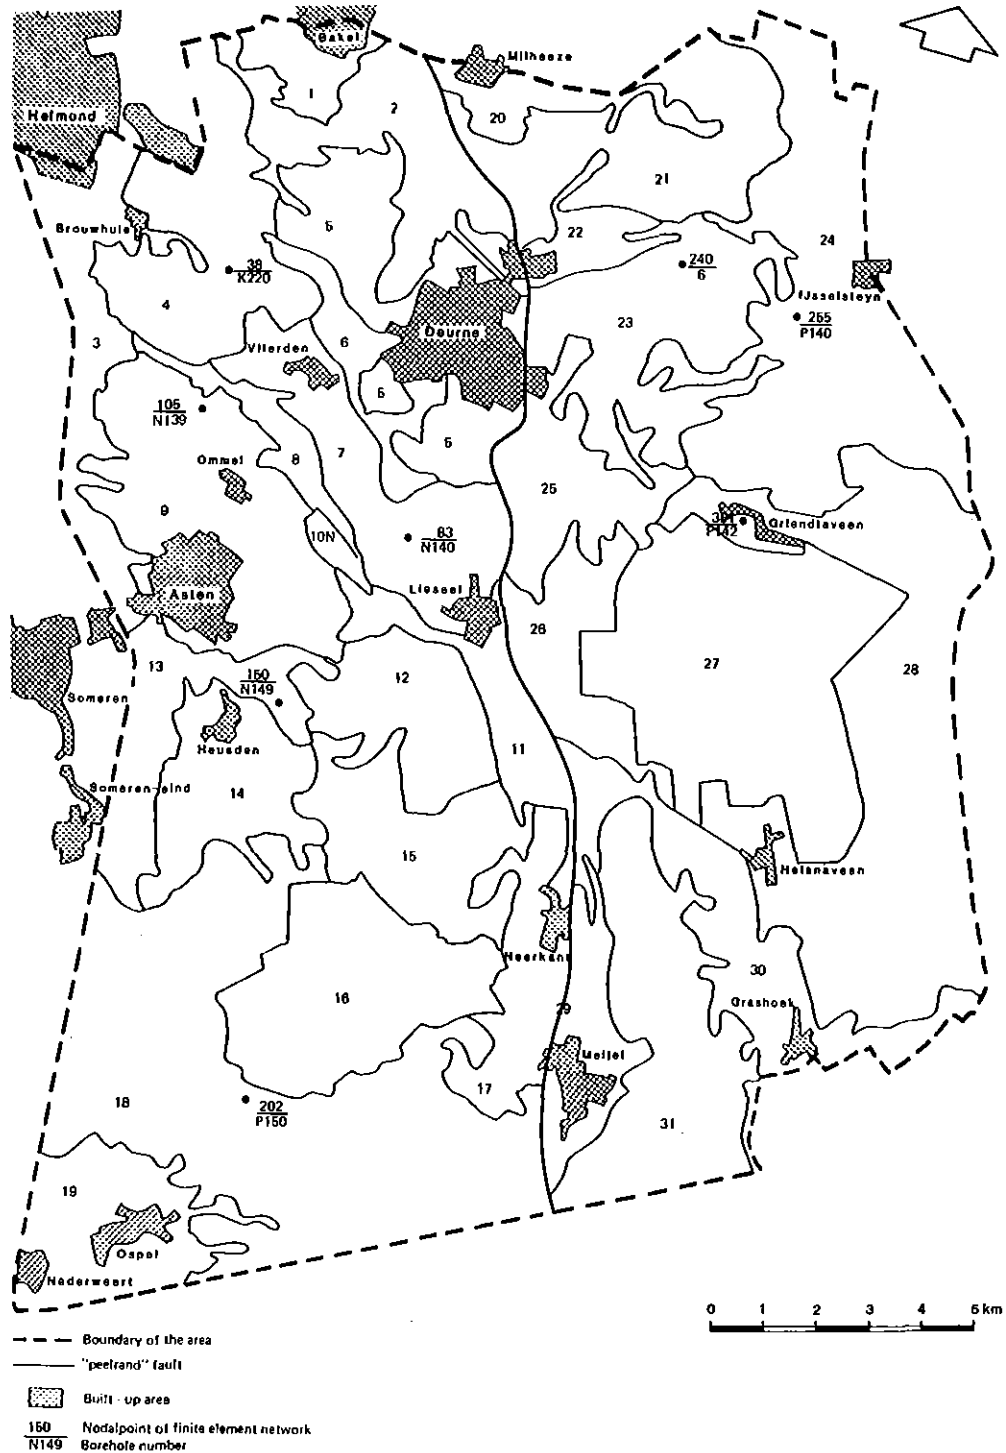 Bakel
Milheeze
Helmond
1
2
20
21
Brouwhuis
5
22
24
39
K220
240
6
IJsselsteyn
4
265
P140
3
6
Deurne
23
Vlierden
5
105
N139
5
Ommel
8
7
25
9
10N
83
N140
P142
Griendtsveen
Asten
Liessel
26
13
12
27
28
160
N149
Someren
Heusden
11
Someren-eind
14
15
Helenaveen
Neerkant
16
30
Grashoek
29
Meijel
17
18
202
P150
31
19
Ospel
Nederweert
0 1 2 3 4 5 km
Boundary of the area
"peelrand" fault
Built-up area
160 Nodalpoint of finite element network
N149 Borehole number